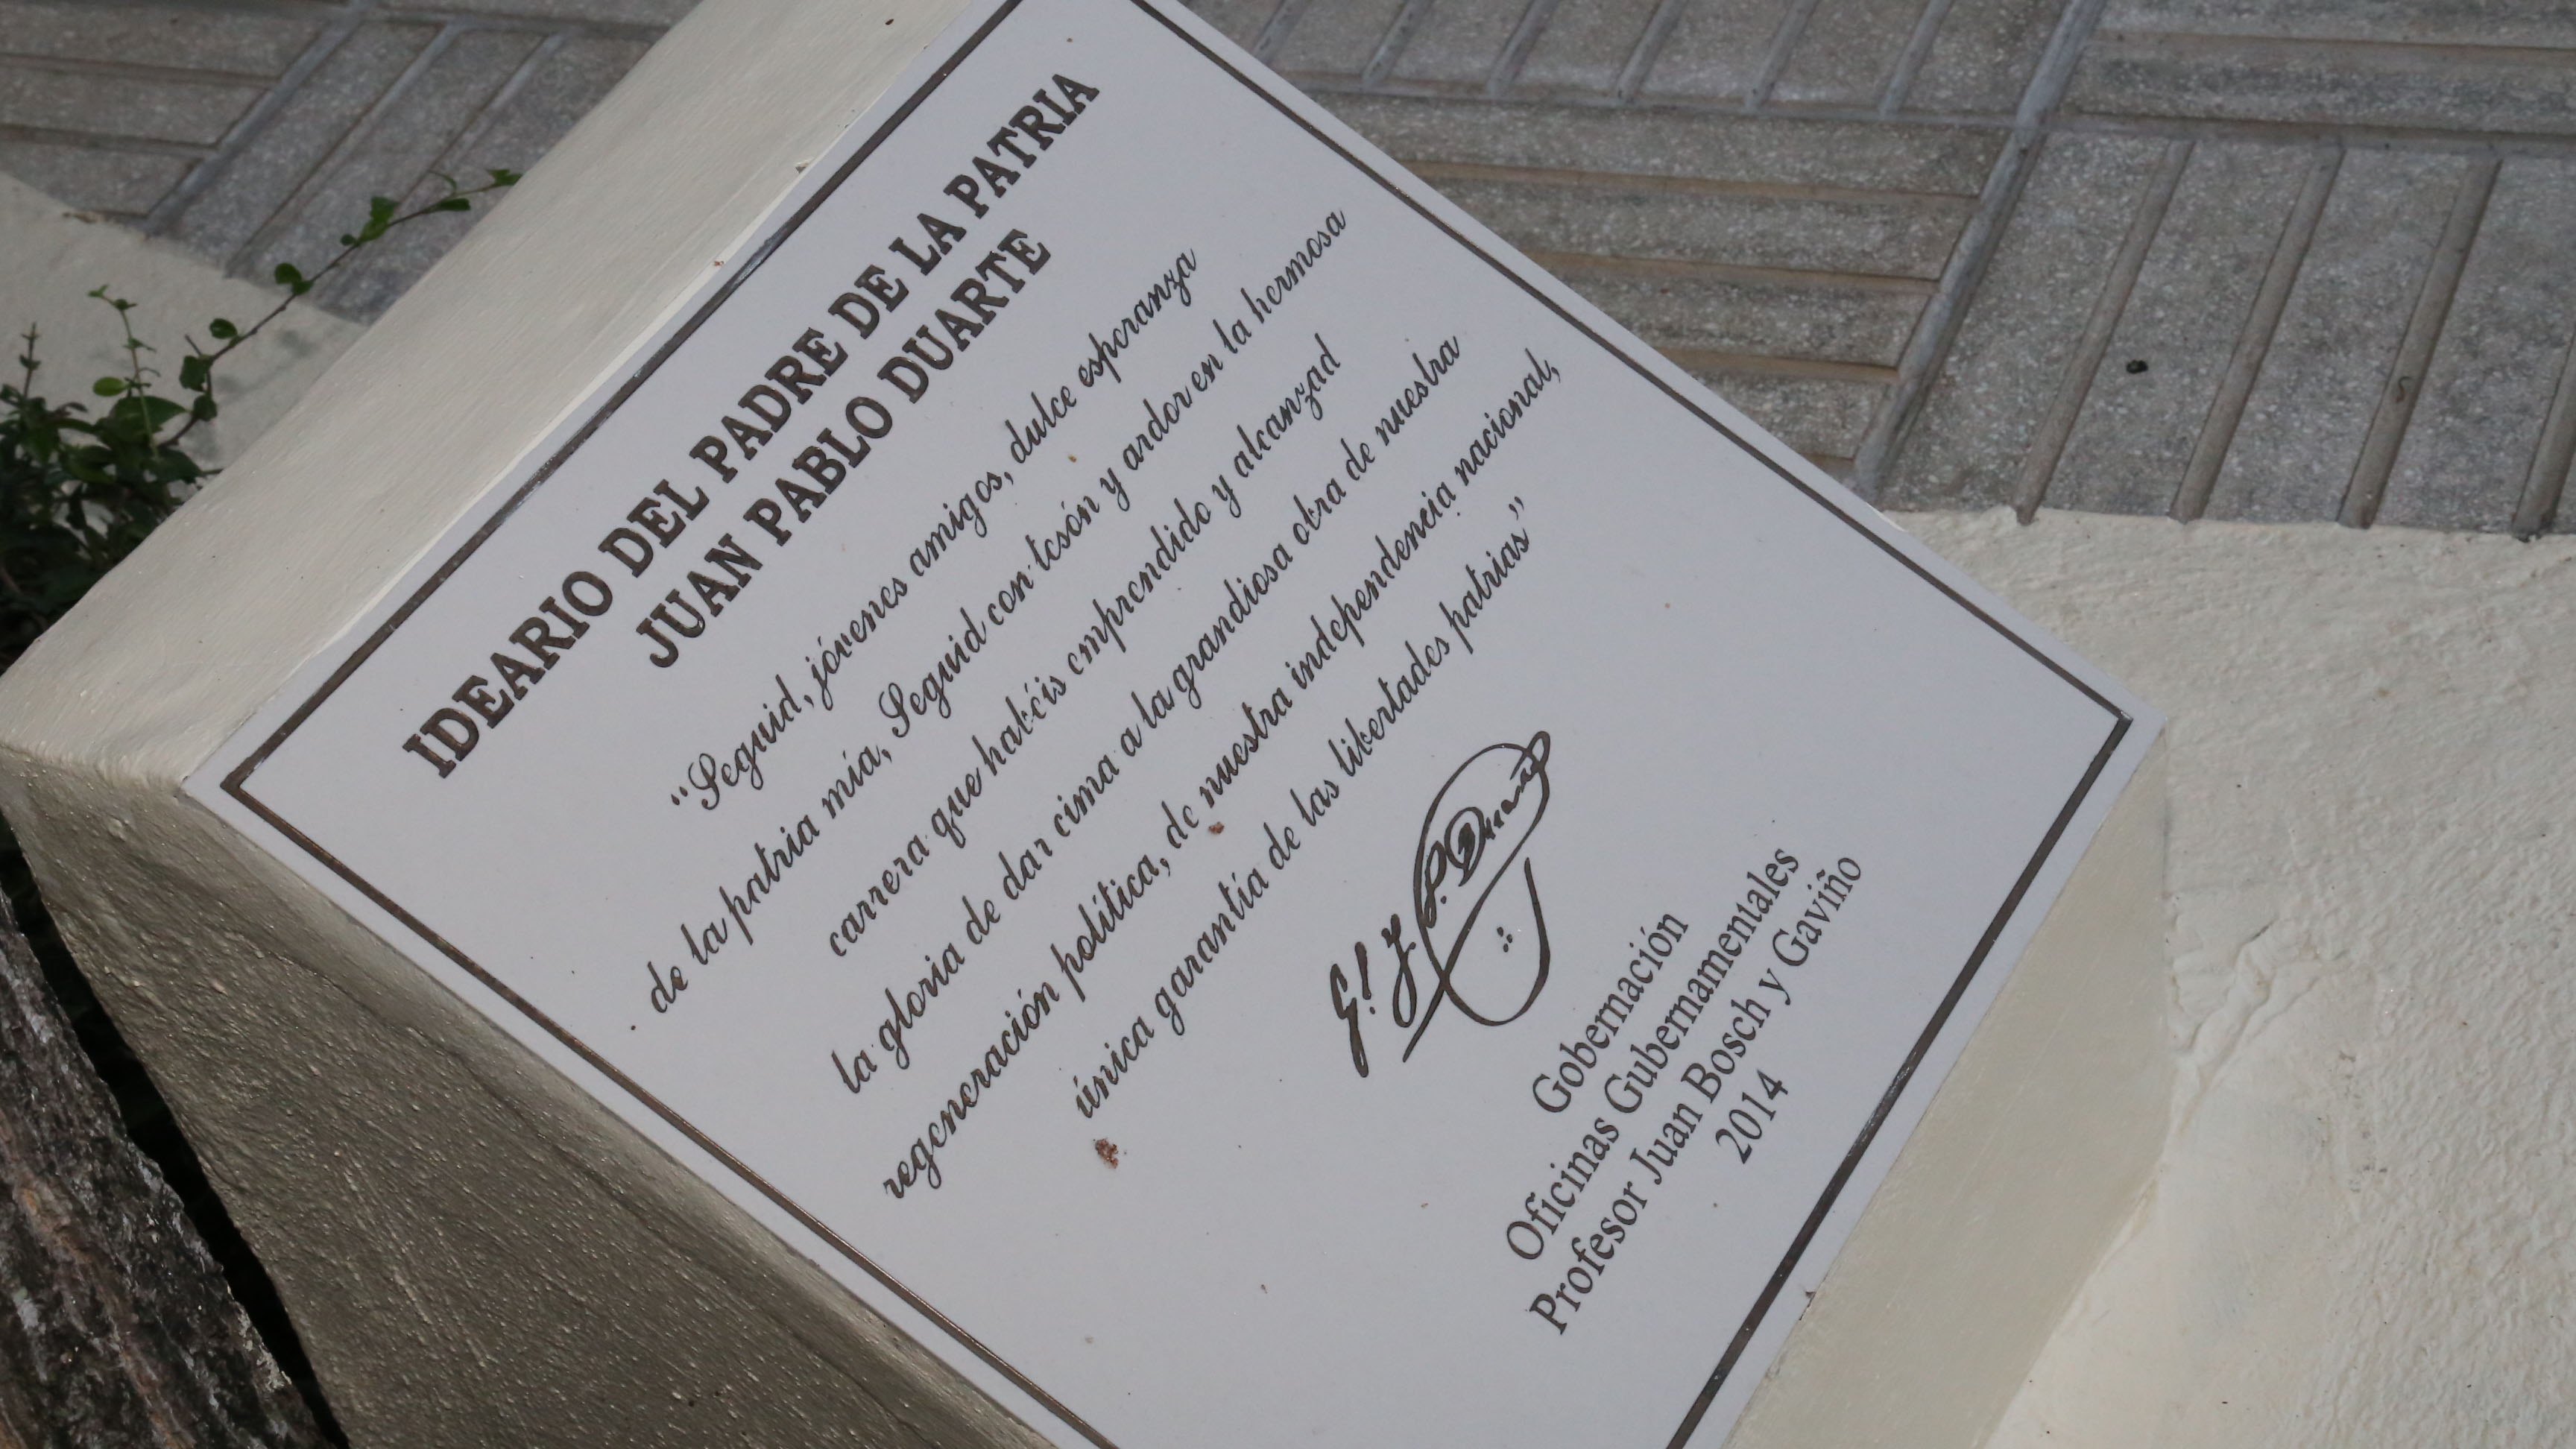 IDEARIO DEL PADRE DE LA PATRIA
JUAN PABLO DUARTE
“Seguid, jóvenes amigos, dulce esperanza
de la patria mía, Seguid con tesón y ardor en la hermosa
carrera que habéis emprendido y alcanzad
la gloria de dar cima a la grandiosa obra de nuestra
regeneración política, de nuestra independencia nacional,
única garantía de las libertades patrias”
Gobernación
Oficinas Gubernamentales
Profesor Juan Bosch y Gaviño
2014